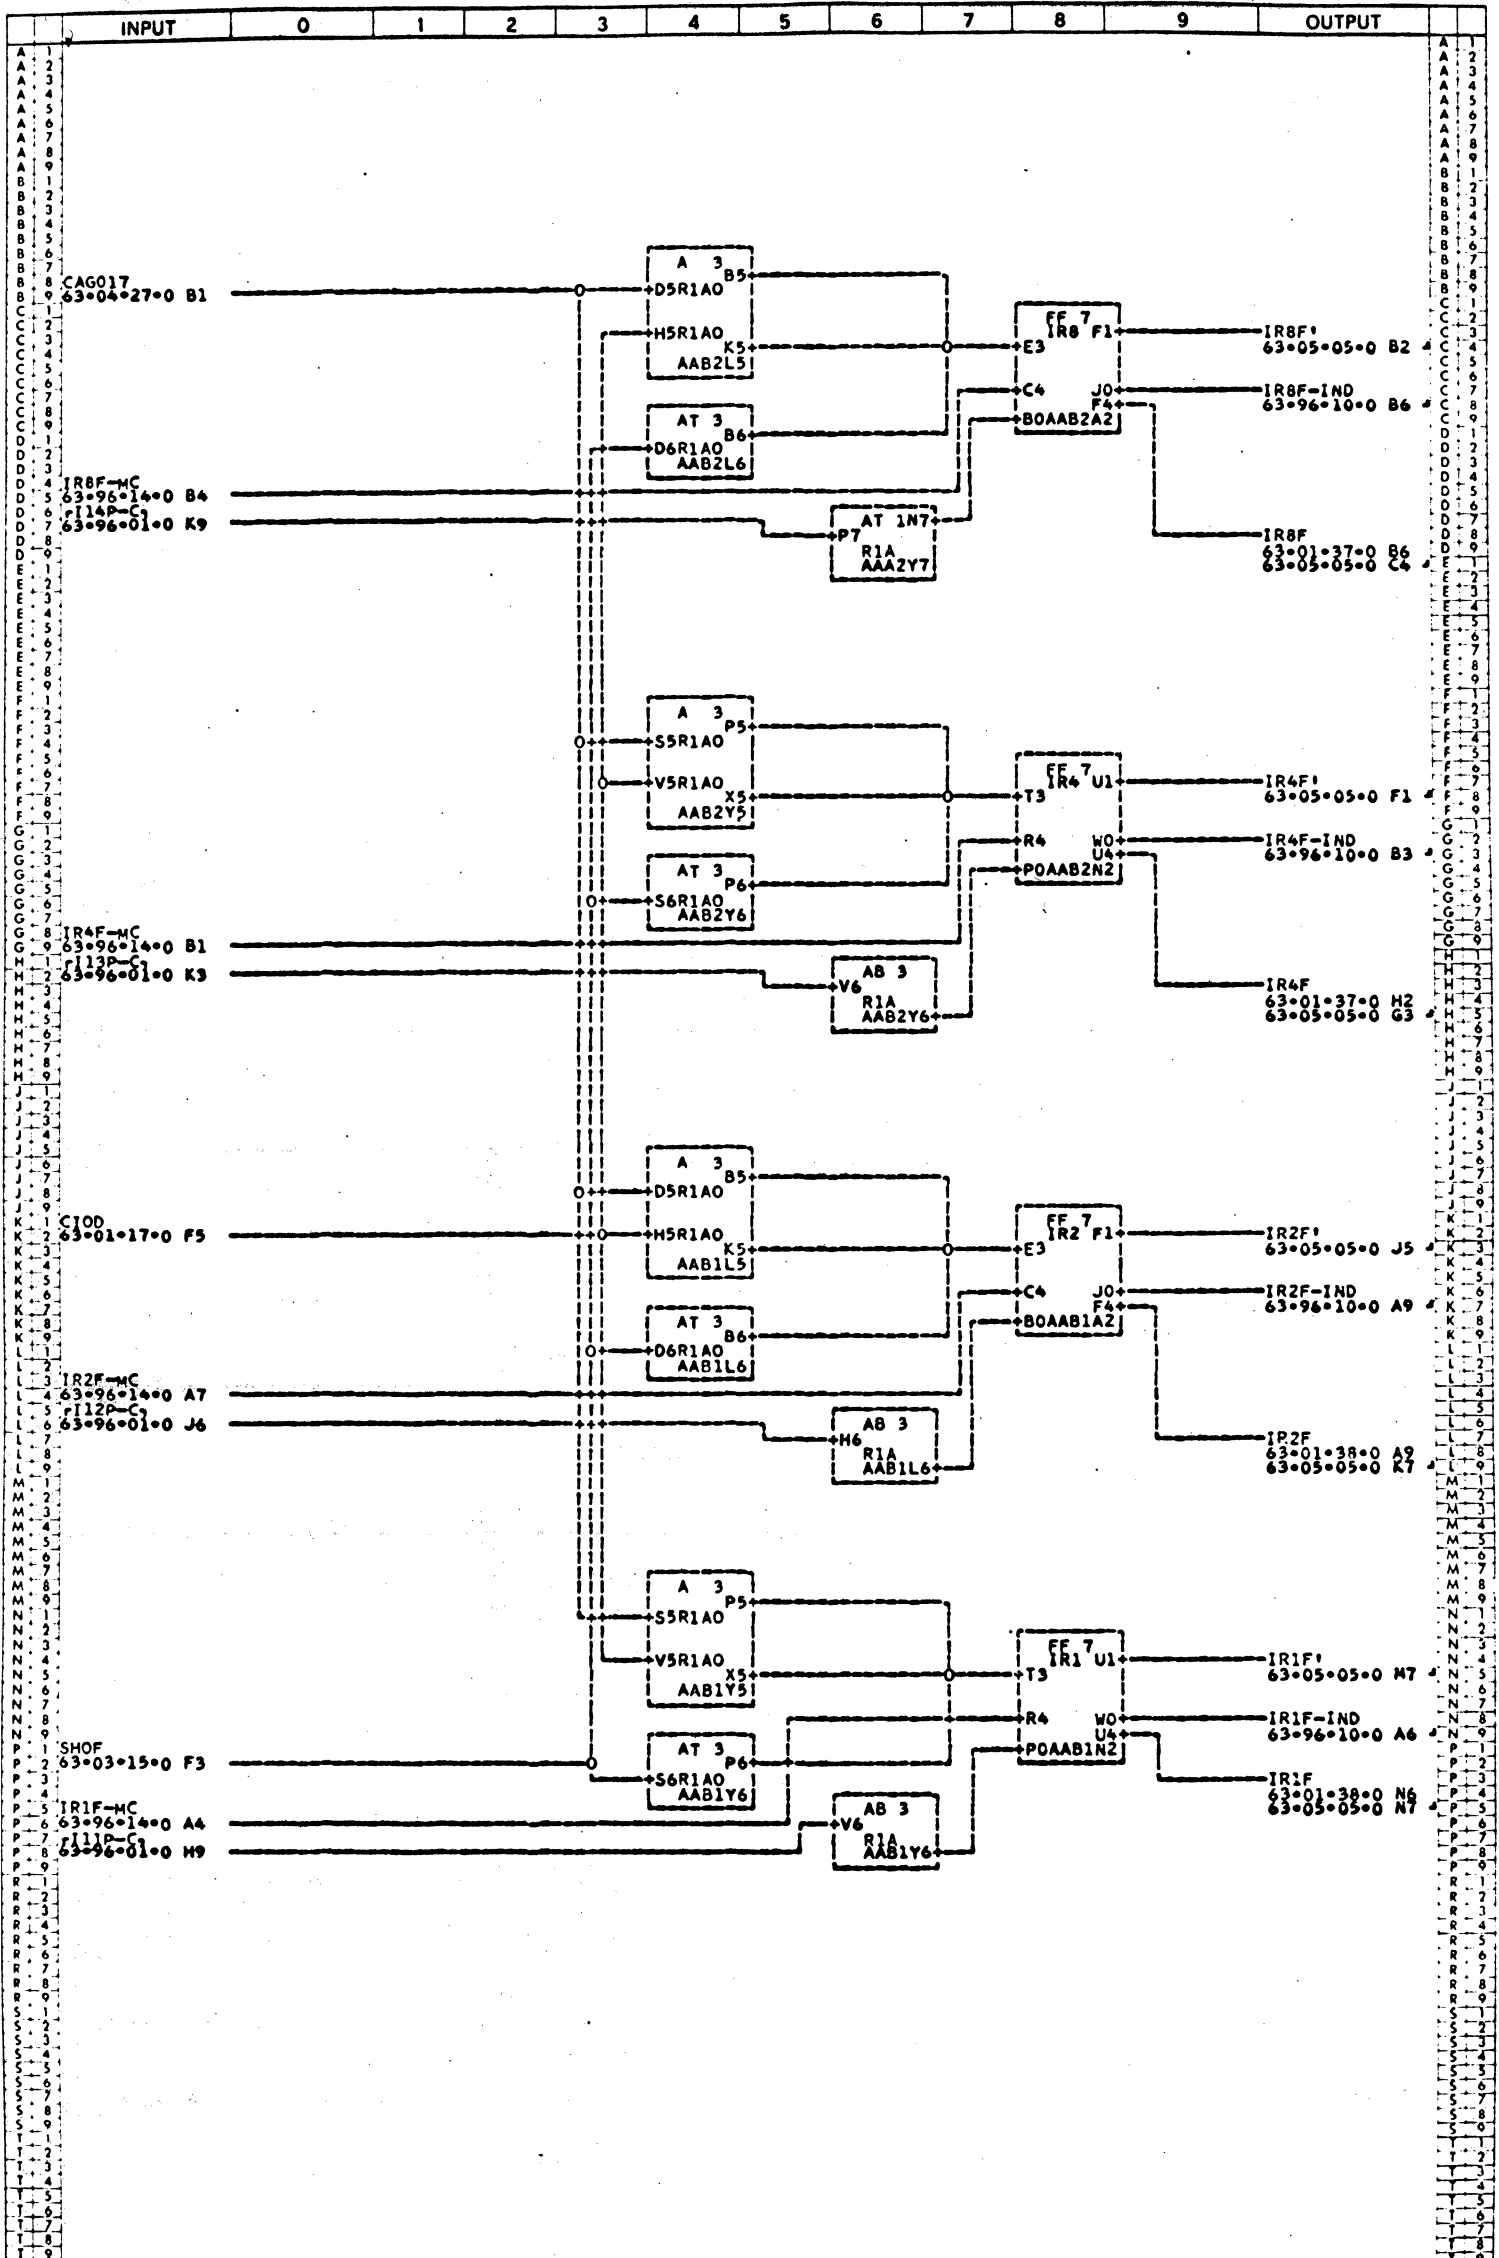 INPUT 0 1 2 3 4 5 6 7 8 9 OUTPUT
A 3
B5
CAG017
63•04•27•0 B1
D5R1A0
H5R1A0
K5
AAB2L5
FF 7
IR8 F1
E3
IR8F'
63•05•05•0 B2
C4 J0
F4
B0AAB2A2
IR8F-IND
63•96•10•0 B6
AT 3
B6
D6R1A0
AAB2L6
IR8F-MC
63•96•14•0 B4
rI14P-C
63•96•01•0 K9
AT 1N7
P7
R1A
AAA2Y7
IR8F
63•01•37•0 B6
63•05•05•0 C4
A 3
P5
S5R1A0
V5R1A0
X5
AAB2Y5
FF 7
IR4 U1
T3
IR4F'
63•05•05•0 F1
R4 W0
U4
P0AAB2N2
IR4F-IND
63•96•10•0 B3
AT 3
P6
S6R1A0
AAB2Y6
IR4F-MC
63•96•14•0 B1
rI13P-C
63•96•01•0 K3
AB 3
V6
R1A
AAB2Y6
IR4F
63•01•37•0 H2
63•05•05•0 G3
A 3
B5
D5R1A0
CIOD
63•01•17•0 F5
H5R1A0
K5
AAB1L5
FF 7
IR2 F1
E3
IR2F'
63•05•05•0 J5
C4 J0
F4
B0AAB1A2
IR2F-IND
63•96•10•0 A9
AT 3
B6
D6R1A0
AAB1L6
IR2F-MC
63•96•14•0 A7
rI12P-C
63•96•01•0 J6
AB 3
H6
R1A
AAB1L6
IR2F
63•01•38•0 A9
63•05•05•0 K7
A 3
P5
S5R1A0
V5R1A0
X5
AAB1Y5
FF 7
IR1 U1
T3
IR1F'
63•05•05•0 M7
R4 W0
U4
P0AAB1N2
IR1F-IND
63•96•10•0 A6
SHOF
63•03•15•0 F3
AT 3
P6
S6R1A0
AAB1Y6
IR1F-MC
63•96•14•0 A4
rI11P-C
63•96•01•0 H9
AB 3
V6
R1A
AAB1Y6
IR1F
63•01•38•0 N6
63•05•05•0 N7